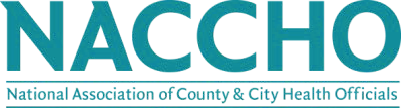 NACCHO
National Association of County & City Health Officials